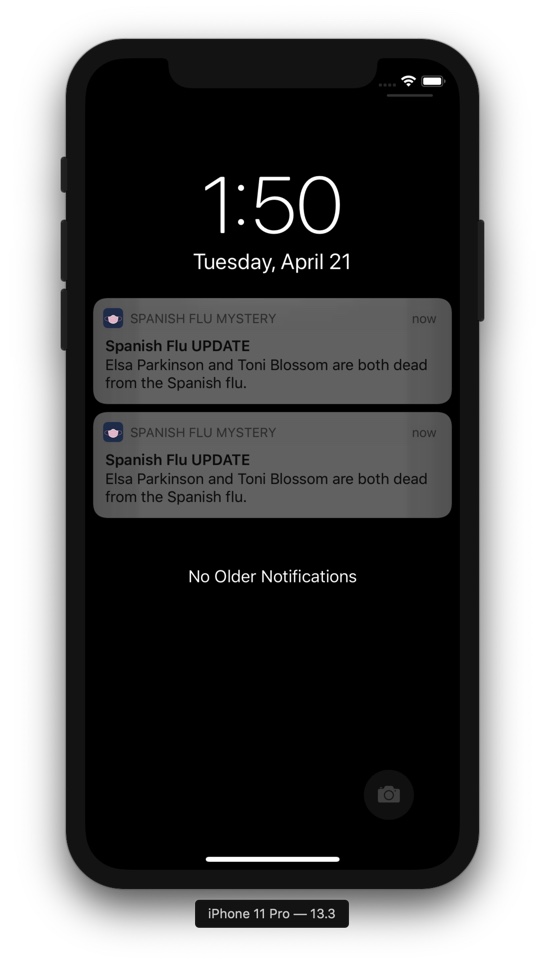 1:50
Tuesday, April 21
SPANISH FLU MYSTERY now
Spanish Flu UPDATE
Elsa Parkinson and Toni Blossom are both dead
from the Spanish flu.
SPANISH FLU MYSTERY now
Spanish Flu UPDATE
Elsa Parkinson and Toni Blossom are both dead
from the Spanish flu.
No Older Notifications
iPhone 11 Pro — 13.3